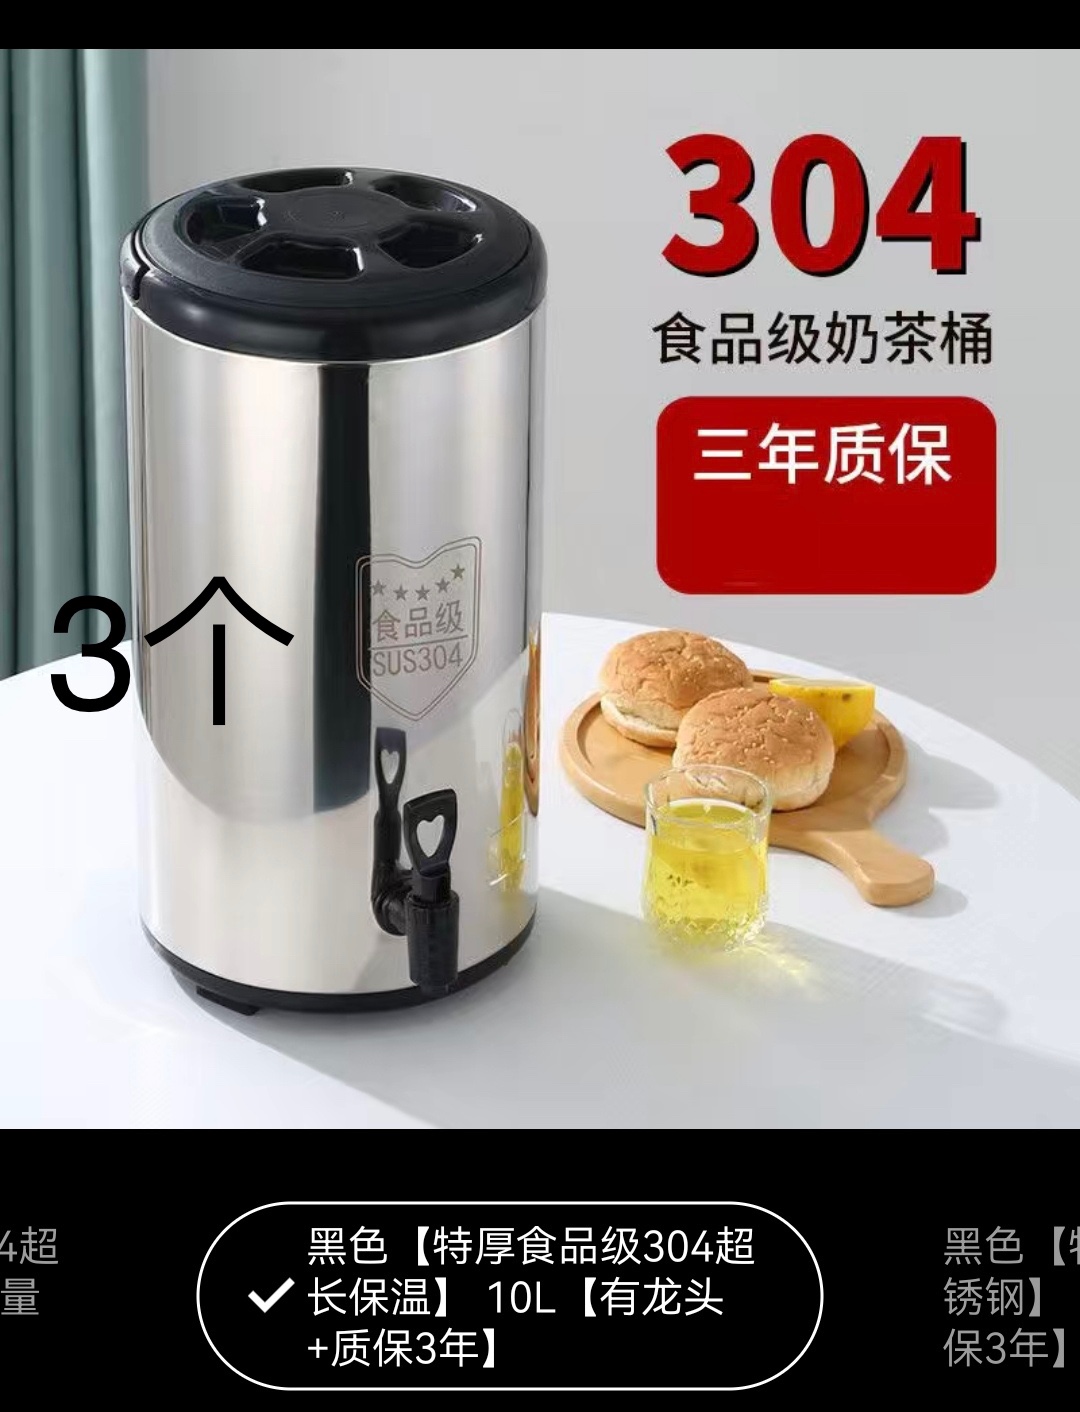 304
食品级奶茶桶
三年质保
食品级
SUS304
3个
4超
量
黑色【特厚食品级304超
长保温】 10L【有龙头
+质保3年】
黑色【特
锈钢】
保3年】